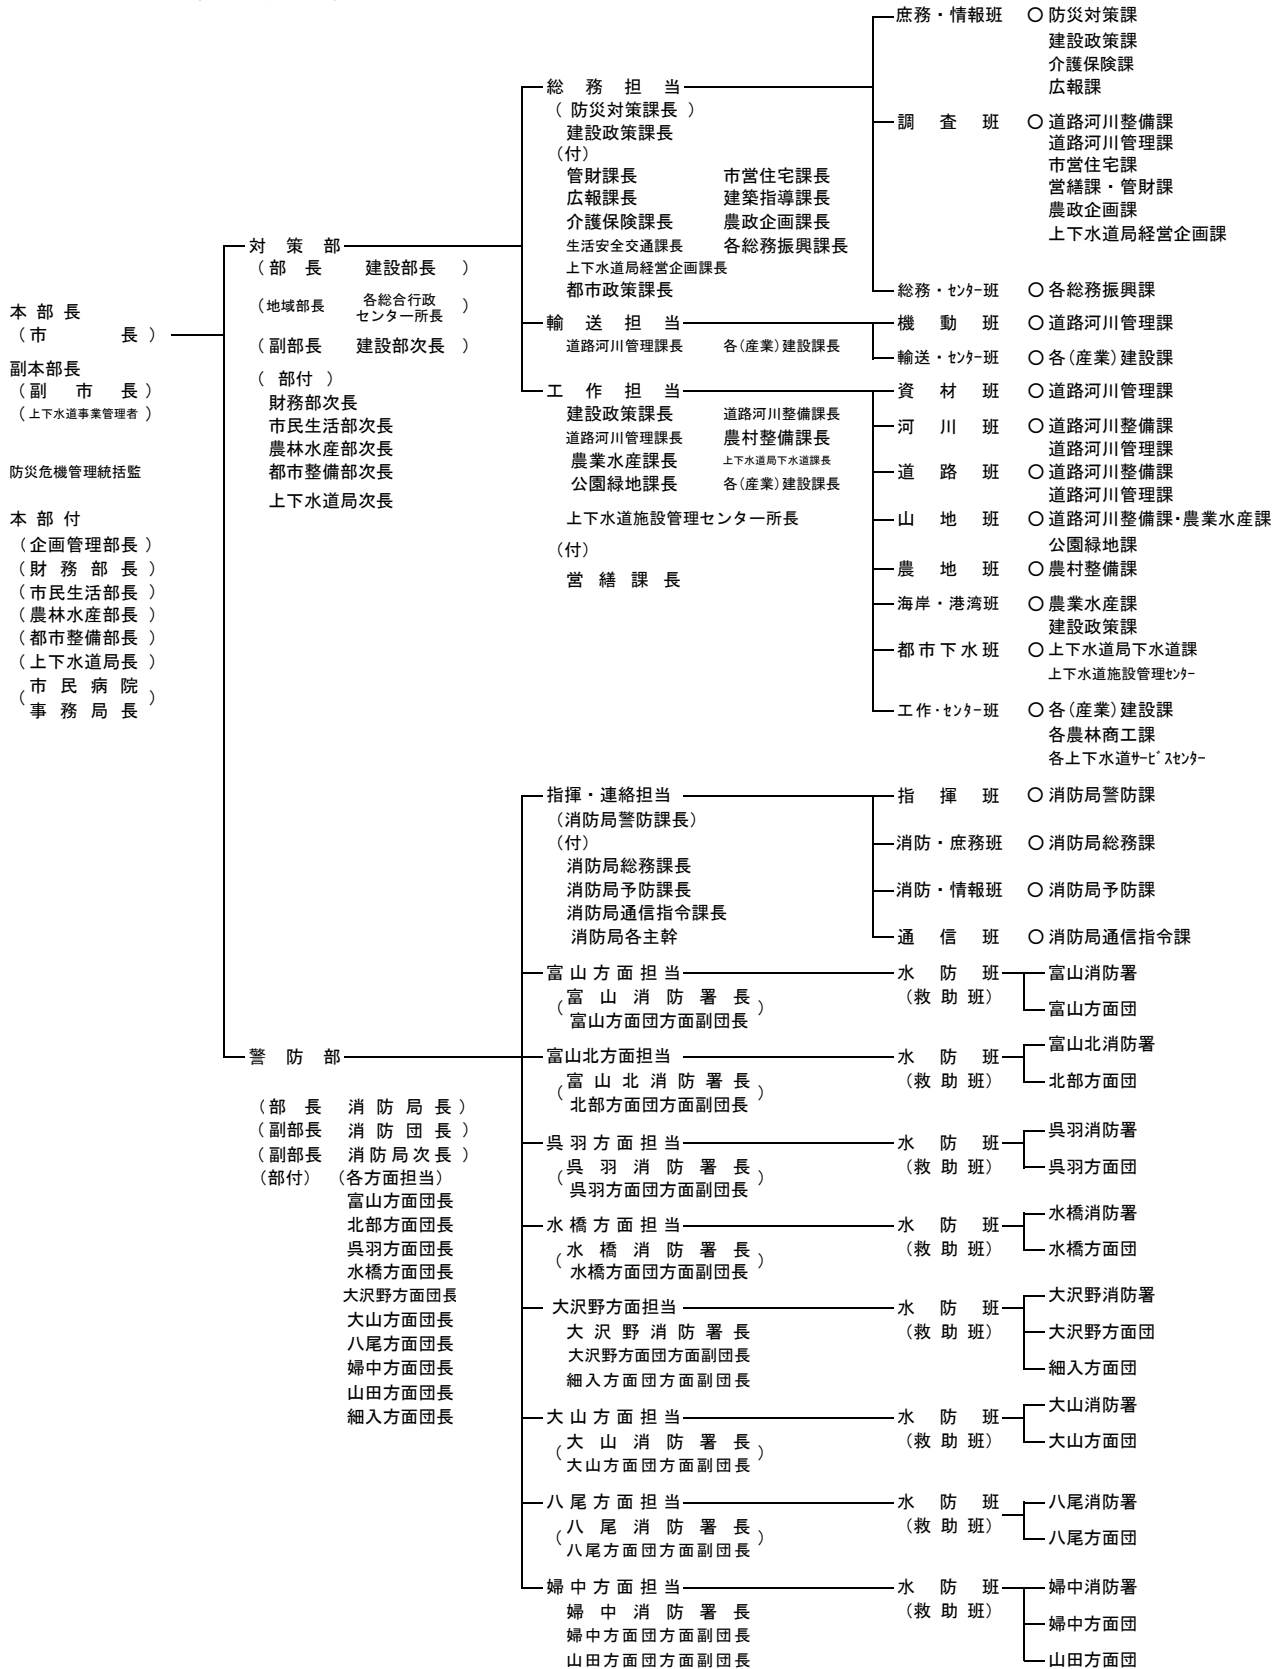 本部長
(市長)
副本部長
(副市長)
(上下水道事業管理者)
防災危機管理統括監
本部付
(企画管理部長)
(財務部長)
(市民生活部長)
(農林水産部長)
(都市整備部長)
(上下水道局長)
(市民病院
事務局長)
対策部
(部長 建設部長)
(地域部長 各総合行政
センター所長)
(副部長 建設部次長)
(部付)
財務部次長
市民生活部次長
農林水産部次長
都市整備部次長
上下水道局次長
総務担当
(防災対策課長)
建設政策課長
(付)
管財課長 市営住宅課長
広報課長 建築指導課長
介護保険課長 農政企画課長
生活安全交通課長 各総務振興課長
上下水道局経営企画課長
都市政策課長
庶務・情報班 ○防災対策課
建設政策課
介護保険課
広報課
調査班 ○道路河川整備課
道路河川管理課
市営住宅課
営繕課・管財課
農政企画課
上下水道局経営企画課
総務・センター班 ○各総務振興課
輸送担当
道路河川管理課長 各(産業)建設課長
機動班 ○道路河川管理課
輸送・センター班 ○各(産業)建設課
工作担当
建設政策課長 道路河川整備課長
道路河川管理課長 農村整備課長
農業水産課長 上下水道局下水道課長
公園緑地課長 各(産業)建設課長
上下水道施設管理センター所長
(付)
営繕課長
資材班 ○道路河川管理課
河川班 ○道路河川整備課
道路河川管理課
道路班 ○道路河川整備課
道路河川管理課
山地班 ○道路河川整備課・農業水産課
公園緑地課
農地班 ○農村整備課
海岸・港湾班 ○農業水産課
建設政策課
都市下水班 ○上下水道局下水道課
上下水道施設管理センター
工作・センター班 ○各(産業)建設課
各農林商工課
各上下水道サービスセンター
警防部
(部長 消防局長)
(副部長 消防団長)
(副部長 消防局次長)
(部付) (各方面担当)
富山方面団長
北部方面団長
呉羽方面団長
水橋方面団長
大沢野方面団長
大山方面団長
八尾方面団長
婦中方面団長
山田方面団長
細入方面団長
指揮・連絡担当
(消防局警防課長)
(付)
消防局総務課長
消防局予防課長
消防局通信指令課長
消防局各主幹
指揮班 ○消防局警防課
消防・庶務班 ○消防局総務課
消防・情報班 ○消防局予防課
通信班 ○消防局通信指令課
富山方面担当
(富山消防署長
富山方面団方面副団長)
水防班
(救助班)
富山消防署
富山方面団
富山北方面担当
(富山北消防署長
北部方面団方面副団長)
水防班
(救助班)
富山北消防署
北部方面団
呉羽方面担当
(呉羽消防署長
呉羽方面団方面副団長)
水防班
(救助班)
呉羽消防署
呉羽方面団
水橋方面担当
(水橋消防署長
水橋方面団方面副団長)
水防班
(救助班)
水橋消防署
水橋方面団
大沢野方面担当
大沢野消防署長
大沢野方面団方面副団長
細入方面団方面副団長
水防班
(救助班)
大沢野消防署
大沢野方面団
細入方面団
大山方面担当
(大山消防署長
大山方面団方面副団長)
水防班
(救助班)
大山消防署
大山方面団
八尾方面担当
(八尾消防署長
八尾方面団方面副団長)
水防班
(救助班)
八尾消防署
八尾方面団
婦中方面担当
婦中消防署長
婦中方面団方面副団長
山田方面団方面副団長
水防班
(救助班)
婦中消防署
婦中方面団
山田方面団